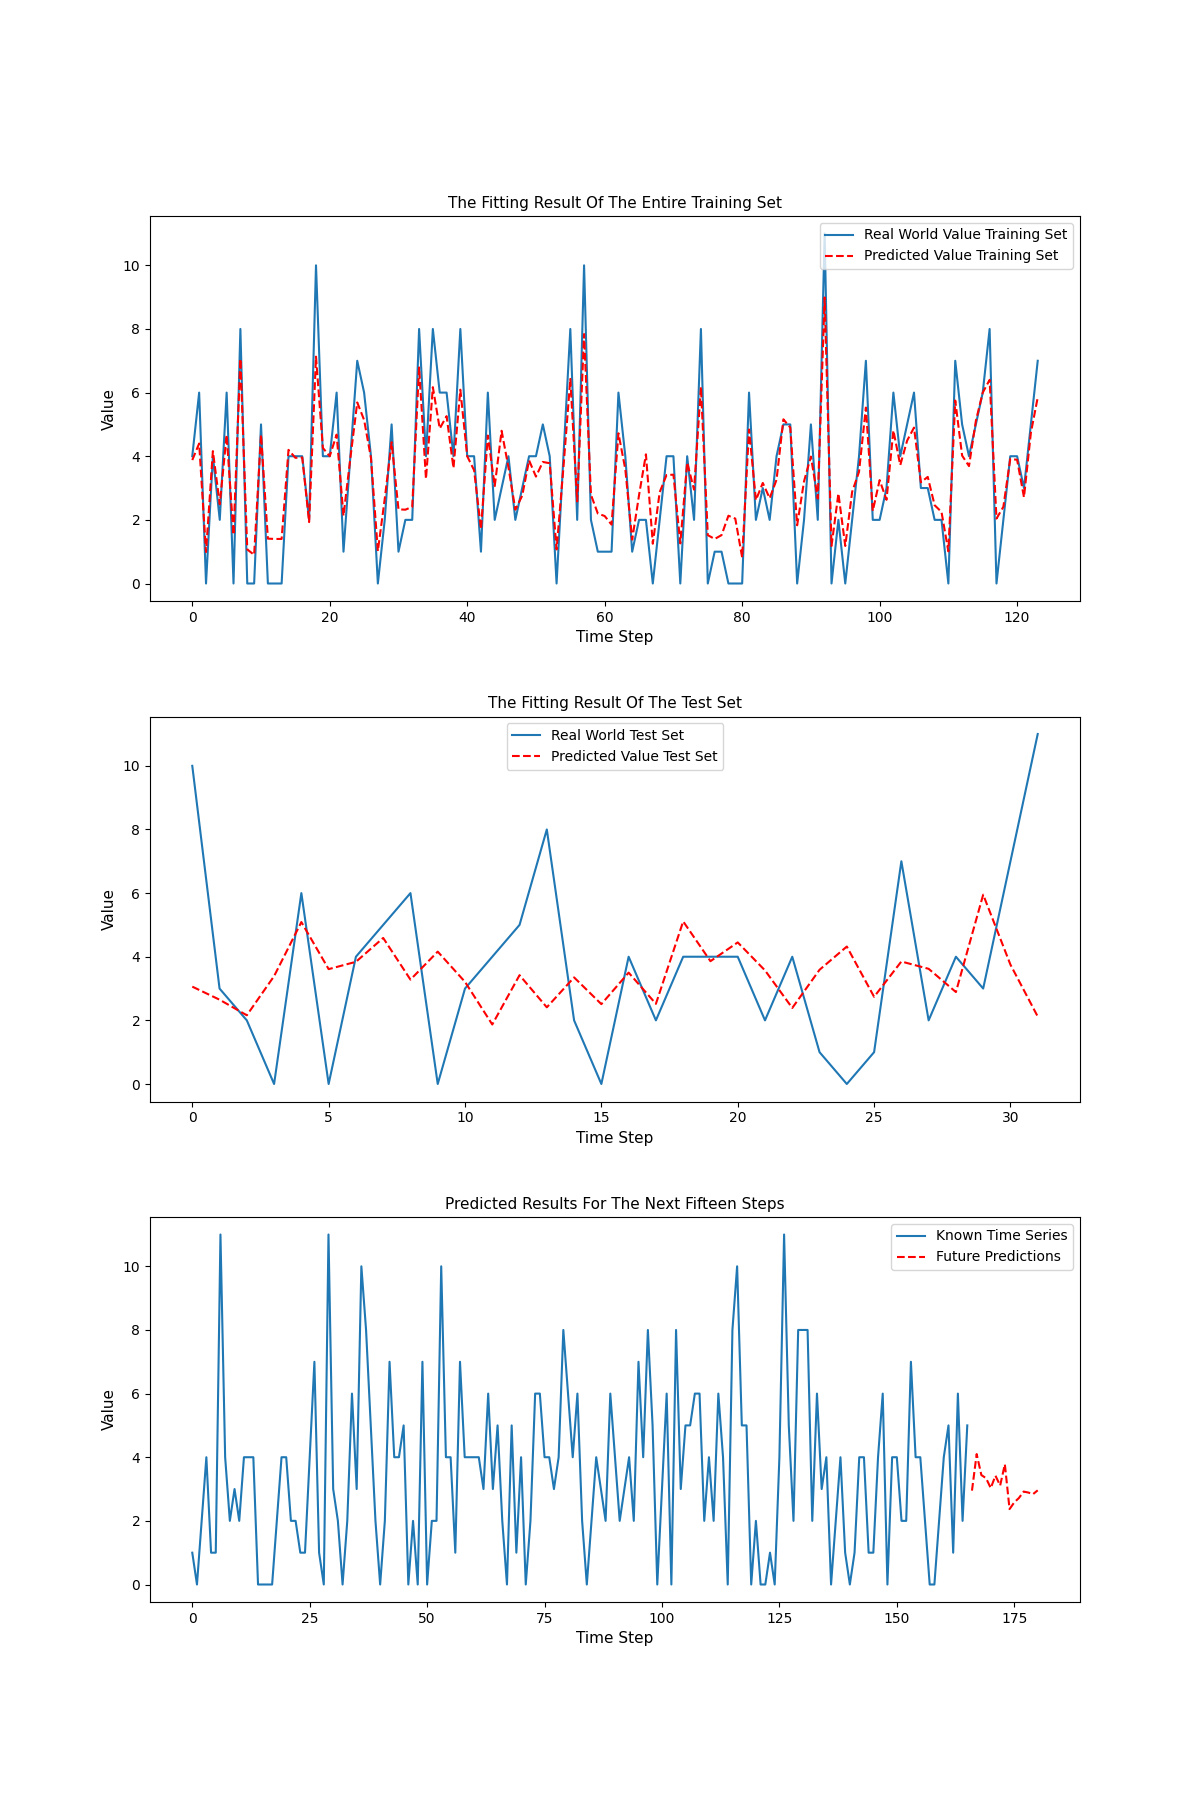 The Fitting Result Of The Entire Training Set
Real World Value Training Set
Predicted Value Training Set
Value
10
8
6
4
2
0
0 20 40 60 80 100 120
Time Step
The Fitting Result Of The Test Set
Real World Test Set
Predicted Value Test Set
Value
10
8
6
4
2
0
0 5 10 15 20 25 30
Time Step
Predicted Results For The Next Fifteen Steps
Known Time Series
Future Predictions
Value
10
8
6
4
2
0
0 25 50 75 100 125 150 175
Time Step